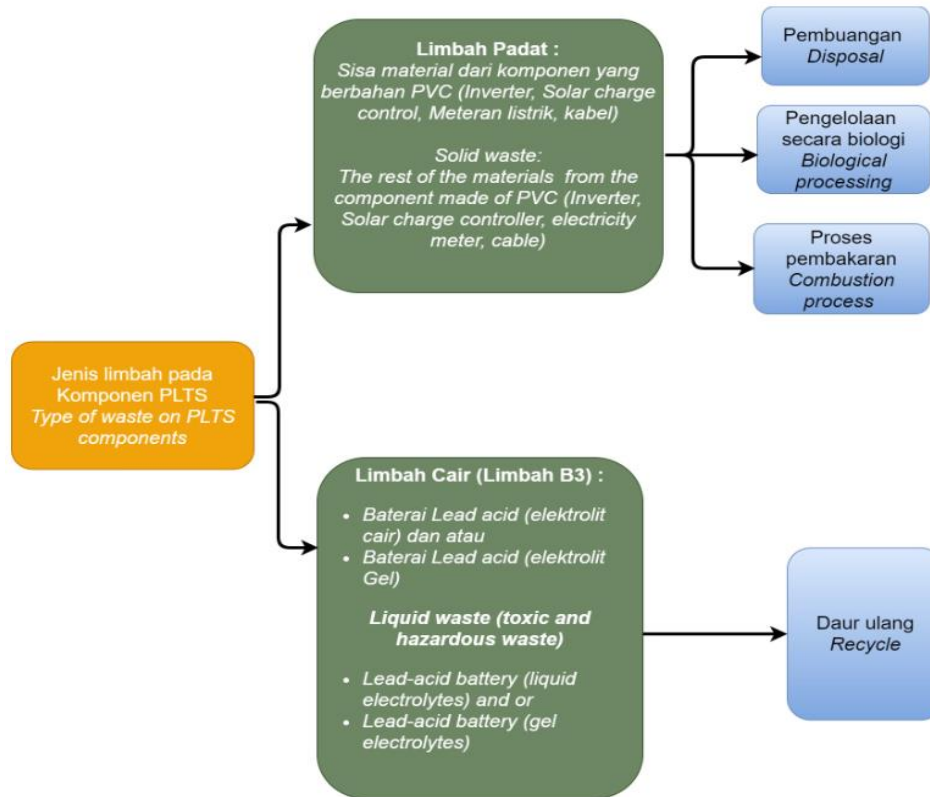 Limbah Padat :
Sisa material dari komponen yang
berbahan PVC (Inverter, Solar charge
control, Meteran listrik, kabel)
Solid waste:
The rest of the materials from the
component made of PVC (Inverter,
Solar charge controller, electricity
meter, cable)
Pembuangan
Disposal
Pengelolaan
secara biologi
Biological
processing
Proses
pembakaran
Combustion
process
Jenis limbah pada
Komponen PLTS
Type of waste on PLTS
components
Limbah Cair (Limbah B3) :
• Baterai Lead acid (elektrolit
cair) dan atau
• Baterai Lead acid (elektrolit
Gel)
Liquid waste (toxic and
hazardous waste)
• Lead-acid battery (liquid
electrolytes) and or
• Lead-acid battery (gel
electrolytes)
Daur ulang
Recycle